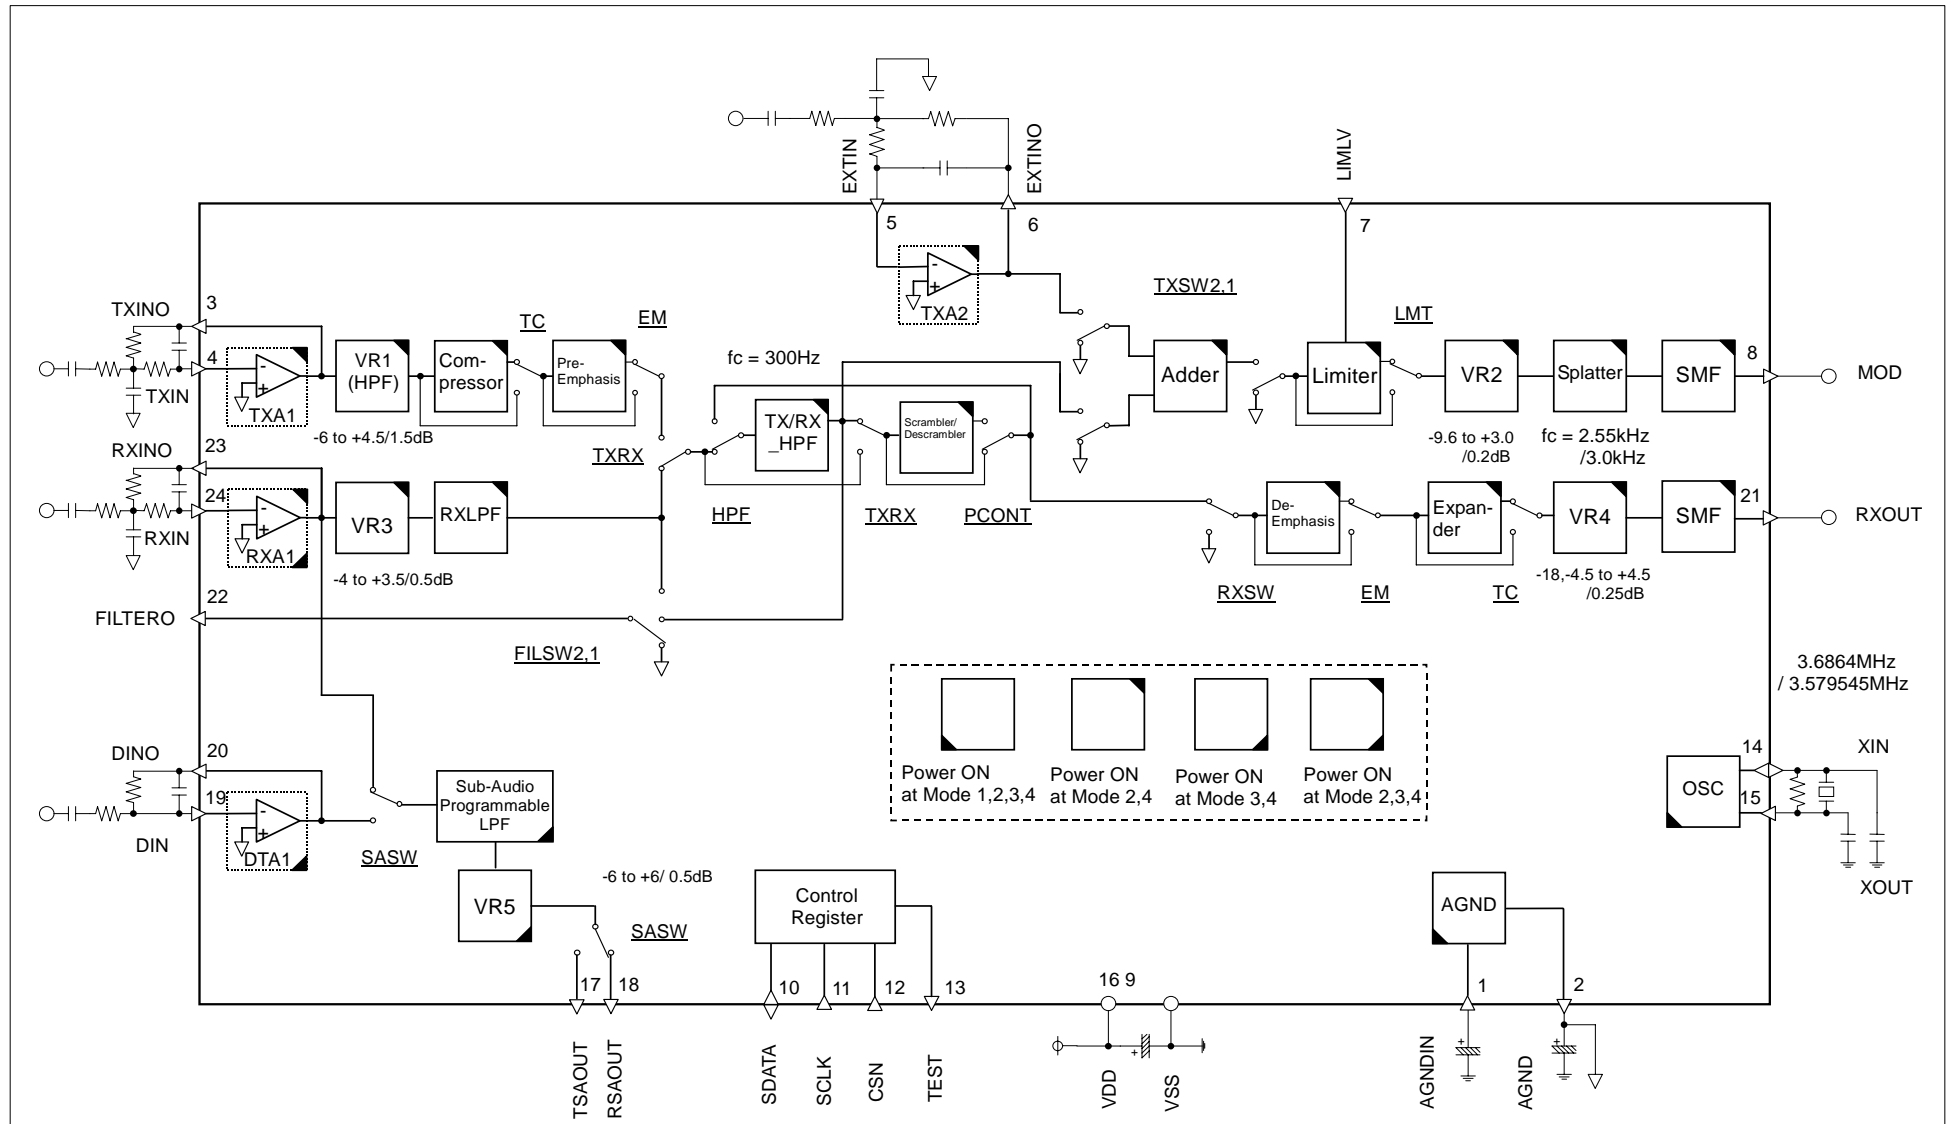 EXTIN
EXTINO
LIMLV
5
6
7
TXA2
TXSW2,1
LMT
TXINO
3
4
TXIN
TXA1
VR1
(HPF)
-6 to +4.5/1.5dB
Com-
pressor
TC
Pre-
Emphasis
EM
fc = 300Hz
TX/RX
_HPF
Scrambler/
Descrambler
Adder
Limiter
VR2
-9.6 to +3.0
/0.2dB
Splatter
fc = 2.55kHz
/3.0kHz
SMF
8
MOD
RXINO
23
24
RXIN
RXA1
VR3
-4 to +3.5/0.5dB
RXLPF
TXRX
HPF
TXRX
PCONT
RXSW
De-
Emphasis
EM
Expan-
der
TC
VR4
-18,-4.5 to +4.5
/0.25dB
SMF
21
RXOUT
FILTERO
22
FILSW2,1
Power ON
at Mode 1,2,3,4
Power ON
at Mode 2,4
Power ON
at Mode 3,4
Power ON
at Mode 2,3,4
3.6864MHz
/ 3.579545MHz
DINO
20
19
DIN
DTA1
SASW
Sub-Audio
Programmable
LPF
VR5
-6 to +6/ 0.5dB
SASW
Control
Register
AGND
OSC
14
15
XIN
XOUT
17
18
10
11
12
13
16 9
1
2
TSAOUT
RSAOUT
SDATA
SCLK
CSN
TEST
VDD
VSS
AGNDIN
AGND